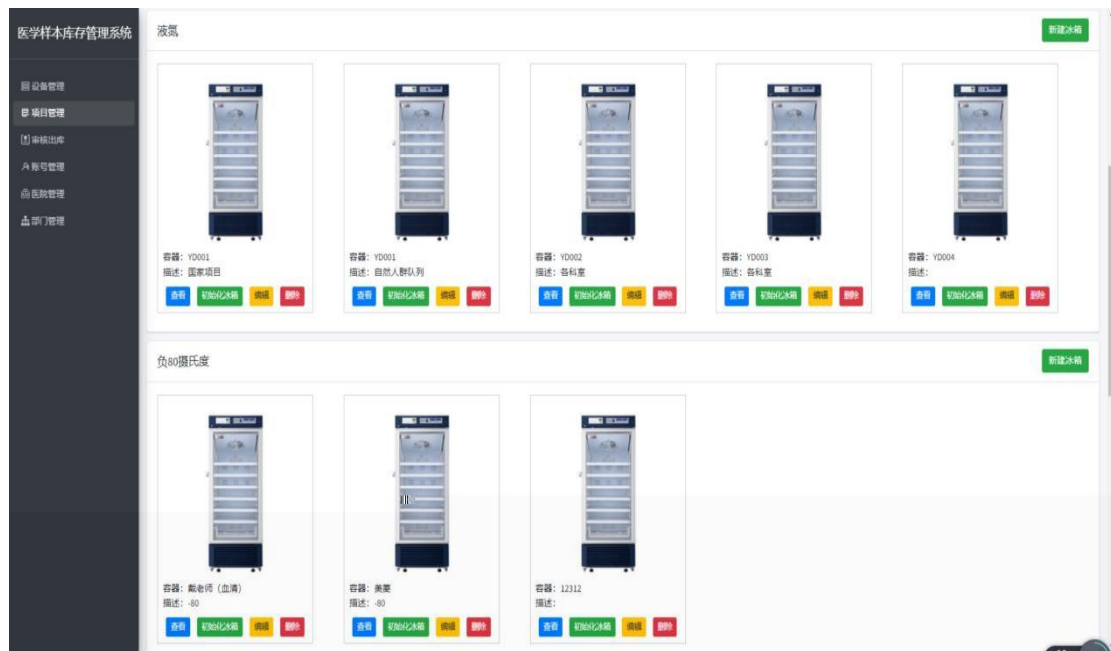 医学样本库存管理系统
设备管理
项目管理
审核出库
账号管理
医院管理
部门管理
液氮
新建冰箱
容器：YD001
描述：国家项目
查看 初始化冰箱 编辑 删除
容器：YD001
描述：自然人群队列
查看 初始化冰箱 编辑 删除
容器：YD002
描述：各科室
查看 初始化冰箱 编辑 删除
容器：YD003
描述：各科室
查看 初始化冰箱 编辑 删除
容器：YD004
描述：
查看 初始化冰箱 编辑 删除
负80摄氏度
新建冰箱
容器：戴老师（血清）
描述：-80
查看 初始化冰箱 编辑 删除
容器：美菱
描述：-80
查看 初始化冰箱 编辑 删除
容器：12312
描述：
查看 初始化冰箱 编辑 删除